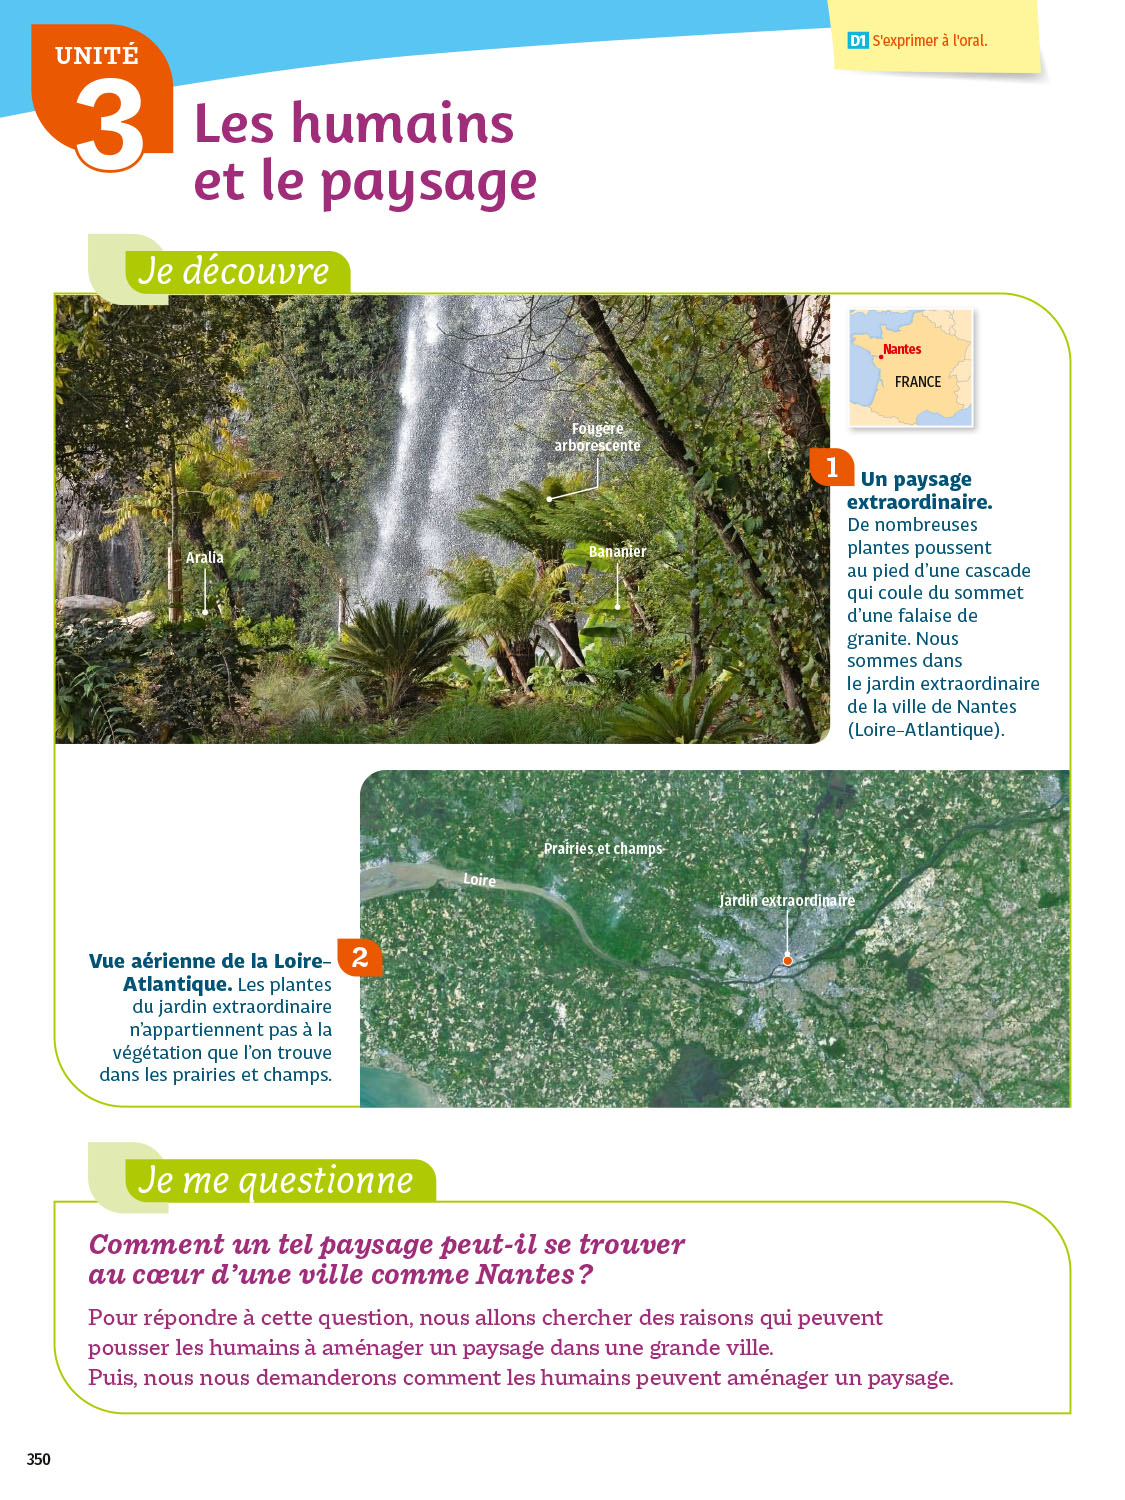 UNITÉ
3
D1 S'exprimer à l'oral.
Les humains
et le paysage
Je découvre
Fougère
arborescente
Aralia
Bananier
Nantes
FRANCE
1 Un paysage
extraordinaire.
De nombreuses
plantes poussent
au pied d’une cascade
qui coule du sommet
d’une falaise de
granite. Nous
sommes dans
le jardin extraordinaire
de la ville de Nantes
(Loire-Atlantique).
Prairies et champs
Loire
Jardin extraordinaire
2
Vue aérienne de la Loire-
Atlantique. Les plantes
du jardin extraordinaire
n’appartiennent pas à la
végétation que l’on trouve
dans les prairies et champs.
Je me questionne
Comment un tel paysage peut-il se trouver
au cœur d’une ville comme Nantes ?
Pour répondre à cette question, nous allons chercher des raisons qui peuvent
pousser les humains à aménager un paysage dans une grande ville.
Puis, nous nous demanderons comment les humains peuvent aménager un paysage.
350